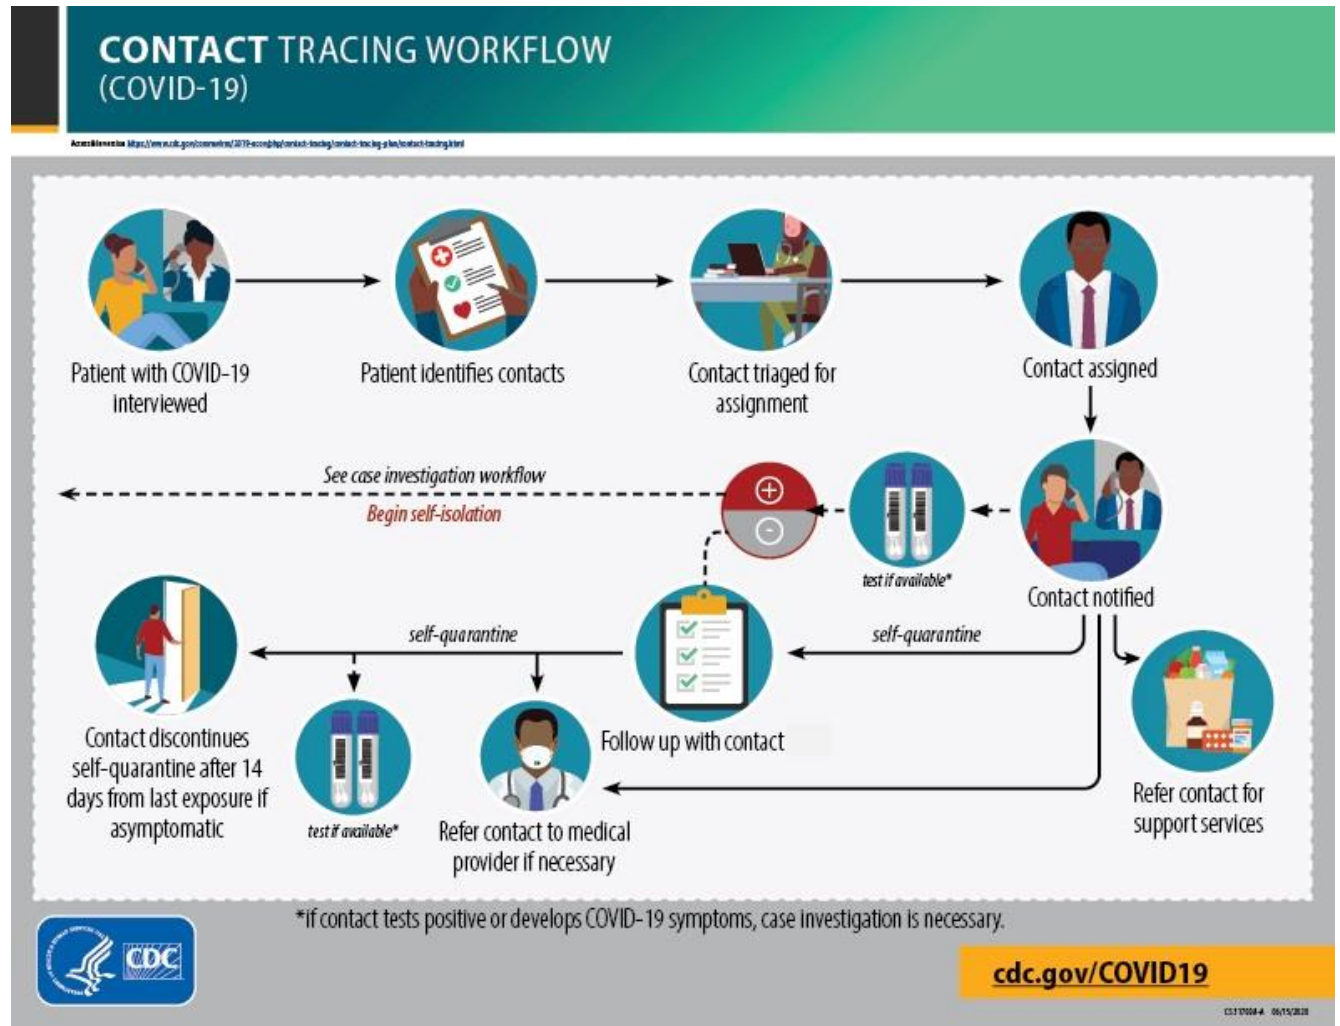 CONTACT TRACING WORKFLOW
(COVID-19)
Patient with COVID-19
interviewed
Patient identifies contacts
Contact triaged for
assignment
Contact assigned
See case investigation workflow
Begin self-isolation
+
-
test if available*
Contact notified
self-quarantine
self-quarantine
Contact discontinues
self-quarantine after 14
days from last exposure if
asymptomatic
test if available*
Refer contact to medical
provider if necessary
Follow up with contact
Refer contact for
support services
*if contact tests positive or develops COVID-19 symptoms, case investigation is necessary.
CDC
cdc.gov/COVID19
06/15/2020